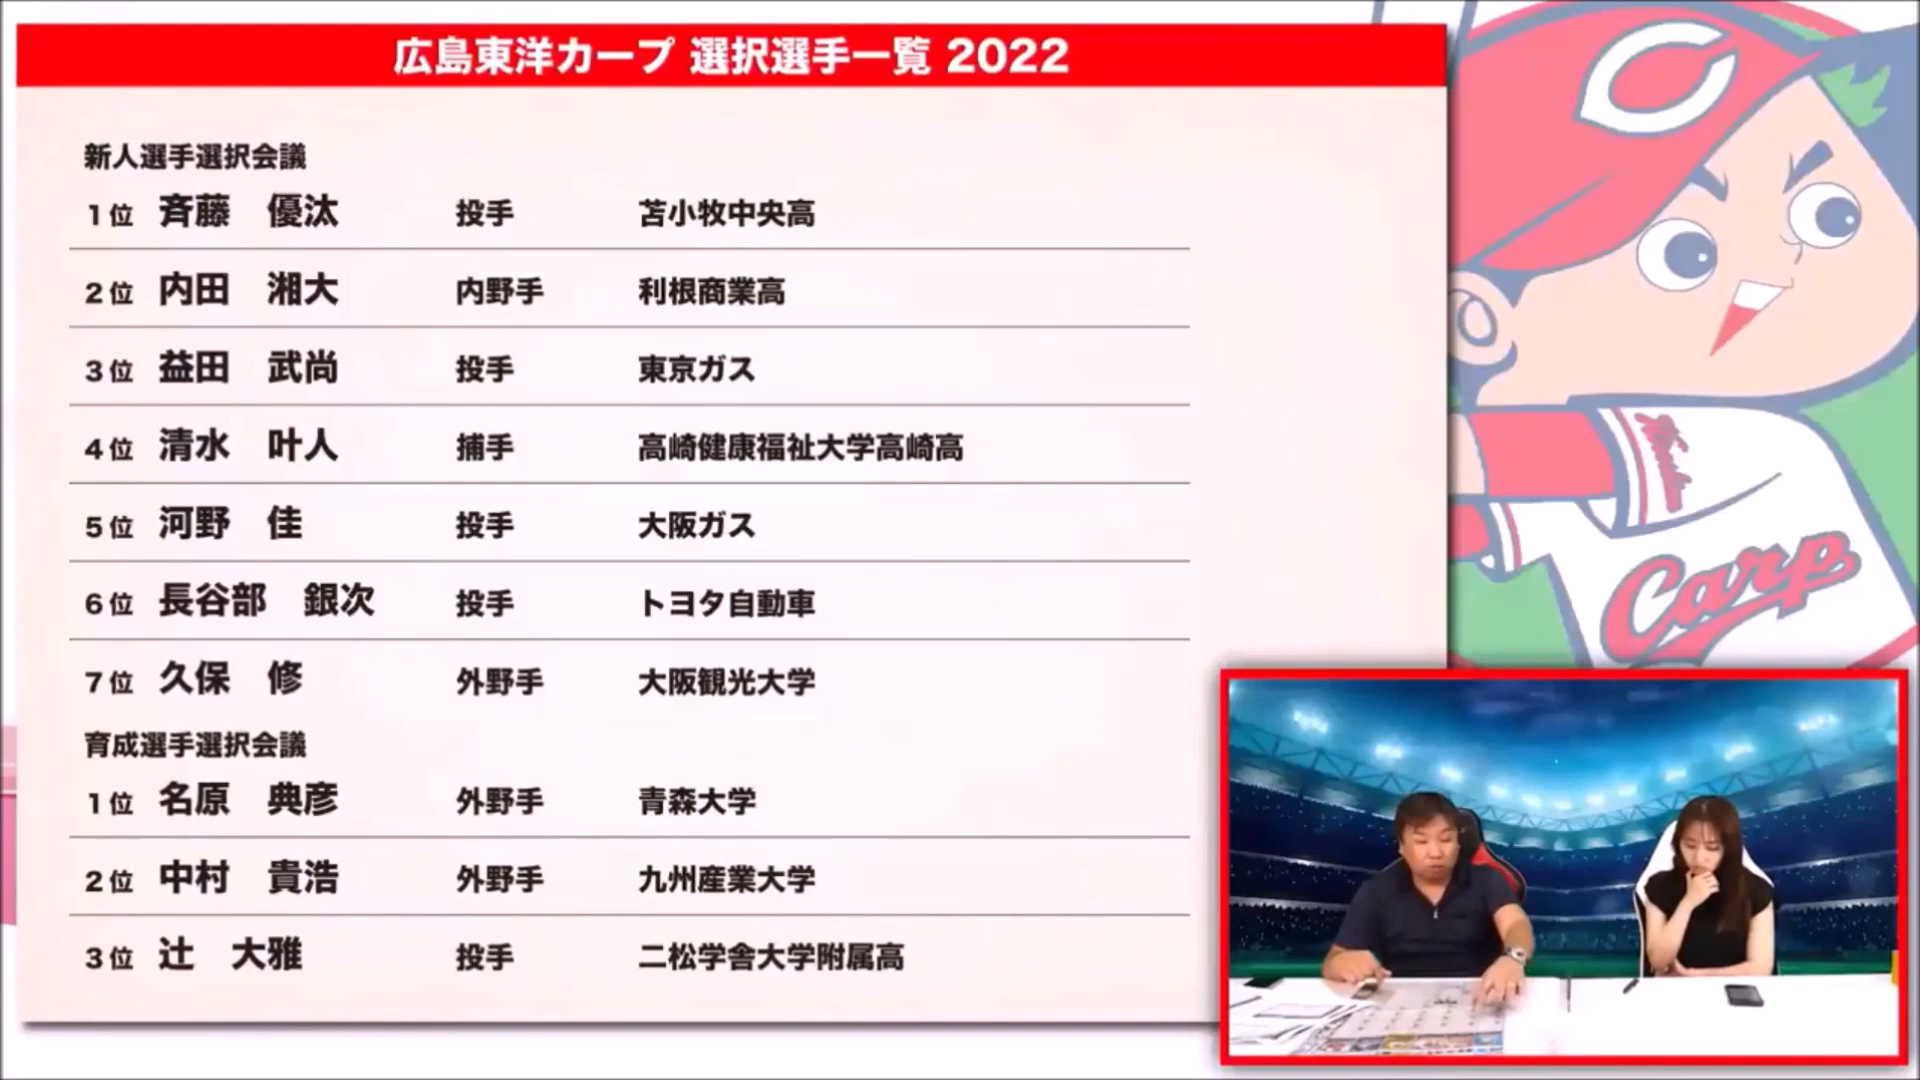 広島東洋カープ 選択選手一覧 2022
新人選手選択会議
1位 斉藤 優汰 投手 苫小牧中央高
2位 内田 湘大 内野手 利根商業高
3位 益田 武尚 投手 東京ガス
4位 清水 叶人 捕手 高崎健康福祉大学高崎高
5位 河野 佳 投手 大阪ガス
6位 長谷部 銀次 投手 トヨタ自動車
7位 久保 修 外野手 大阪観光大学
育成選手選択会議
1位 名原 典彦 外野手 青森大学
2位 中村 貴浩 外野手 九州産業大学
3位 辻 大雅 投手 二松学舎大学附属高
C
Carp